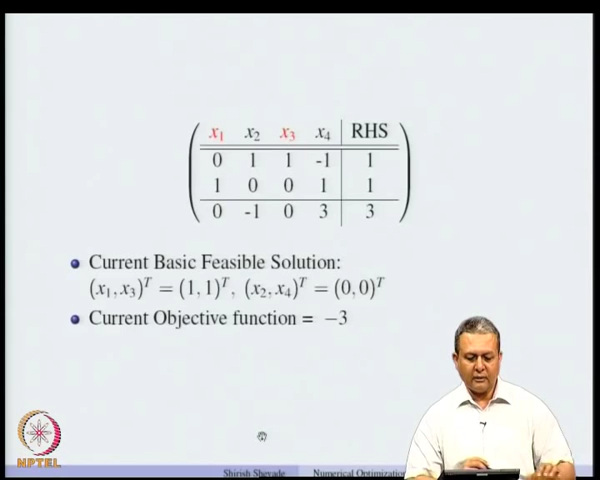 x₁ x₂ x₃ x₄ RHS
0 1 1 -1 1
1 0 0 1 1
0 -1 0 3 3
Current Basic Feasible Solution:
(x₁, x₃)ᵀ = (1, 1)ᵀ, (x₂, x₄)ᵀ = (0, 0)ᵀ
Current Objective function = −3
NPTEL
Shirish Shevade Numerical Optimization